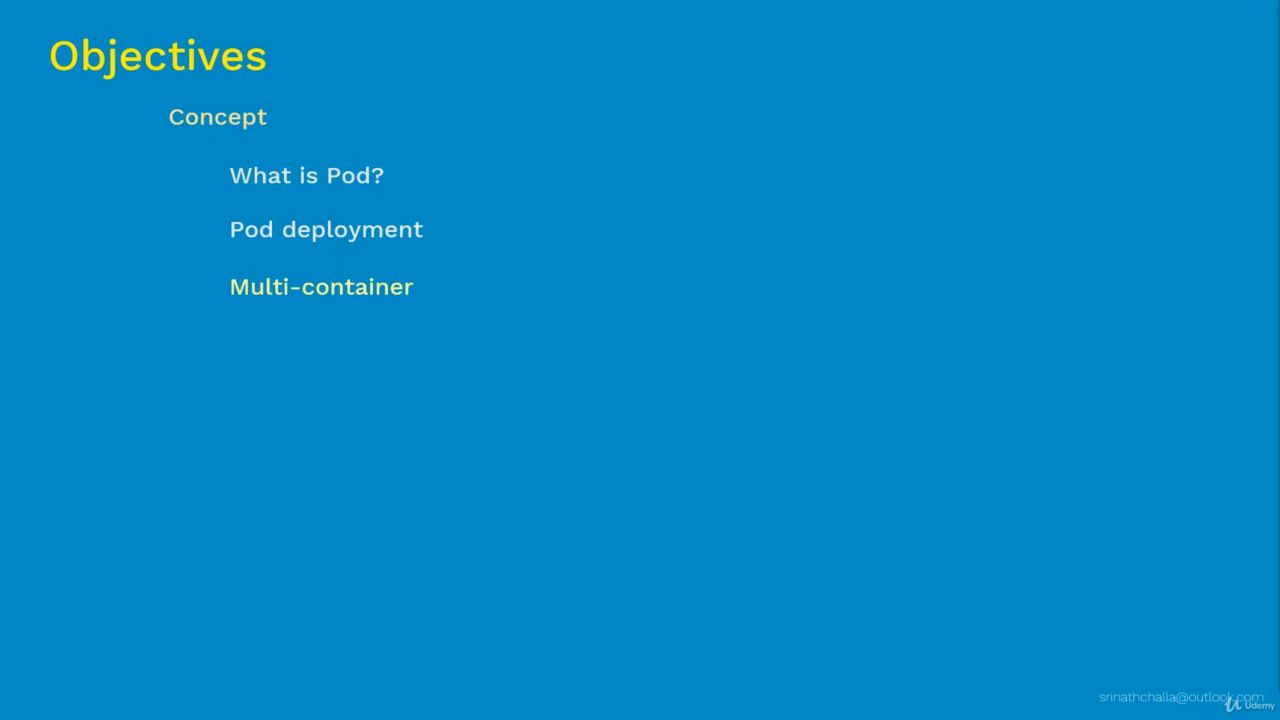 Objectives
Concept
What is Pod?
Pod deployment
Multi-container
srinathchalla@outlook.com
Udemy